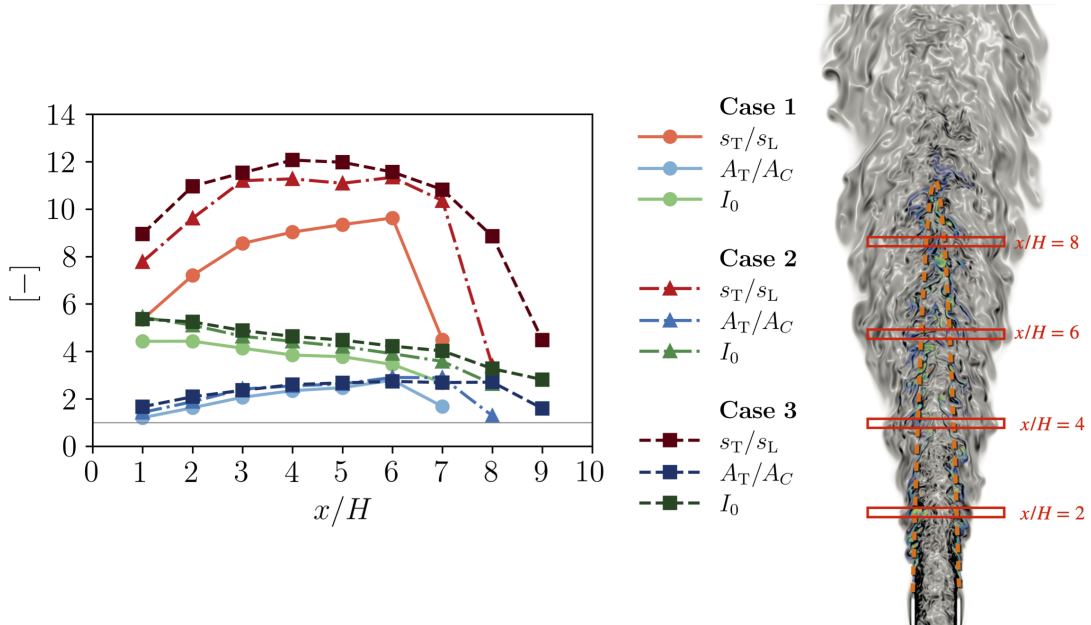 14
12
10
8
6
4
2
0
[−]
0 1 2 3 4 5 6 7 8 9 10
x/H
Case 1
s_T/s_L
A_T/A_C
I_0
Case 2
s_T/s_L
A_T/A_C
I_0
Case 3
s_T/s_L
A_T/A_C
I_0
x/H = 8
x/H = 6
x/H = 4
x/H = 2